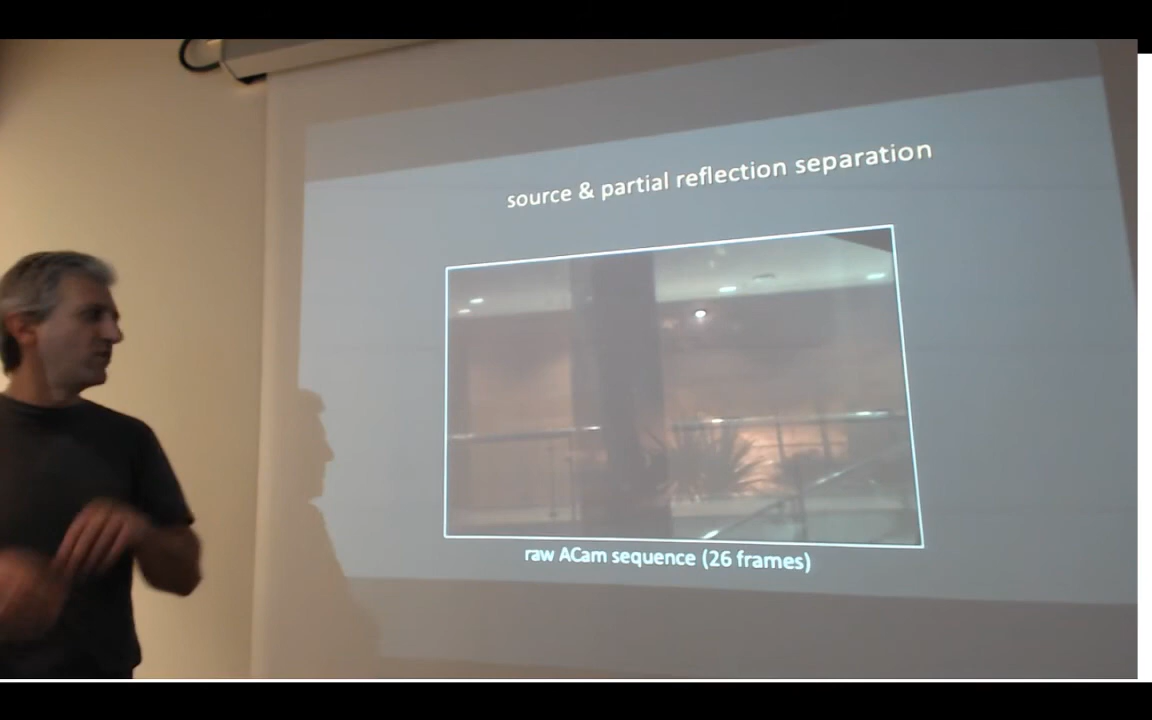 source & partial reflection separation
raw ACam sequence (26 frames)